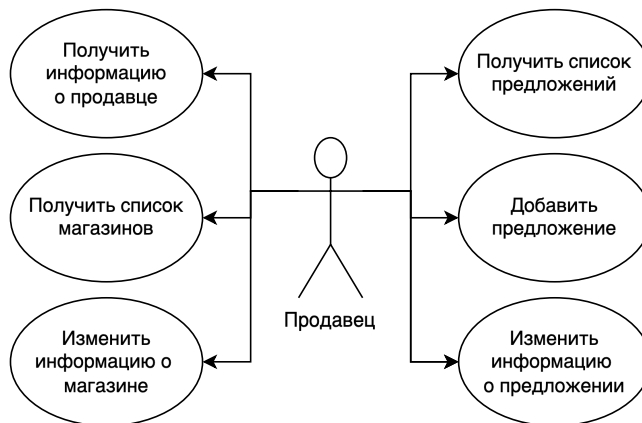 Получить
информацию
о продавце
Получить список
магазинов
Изменить
информацию о
магазине
Продавец
Получить список
предложений
Добавить
предложение
Изменить
информацию
о предложении